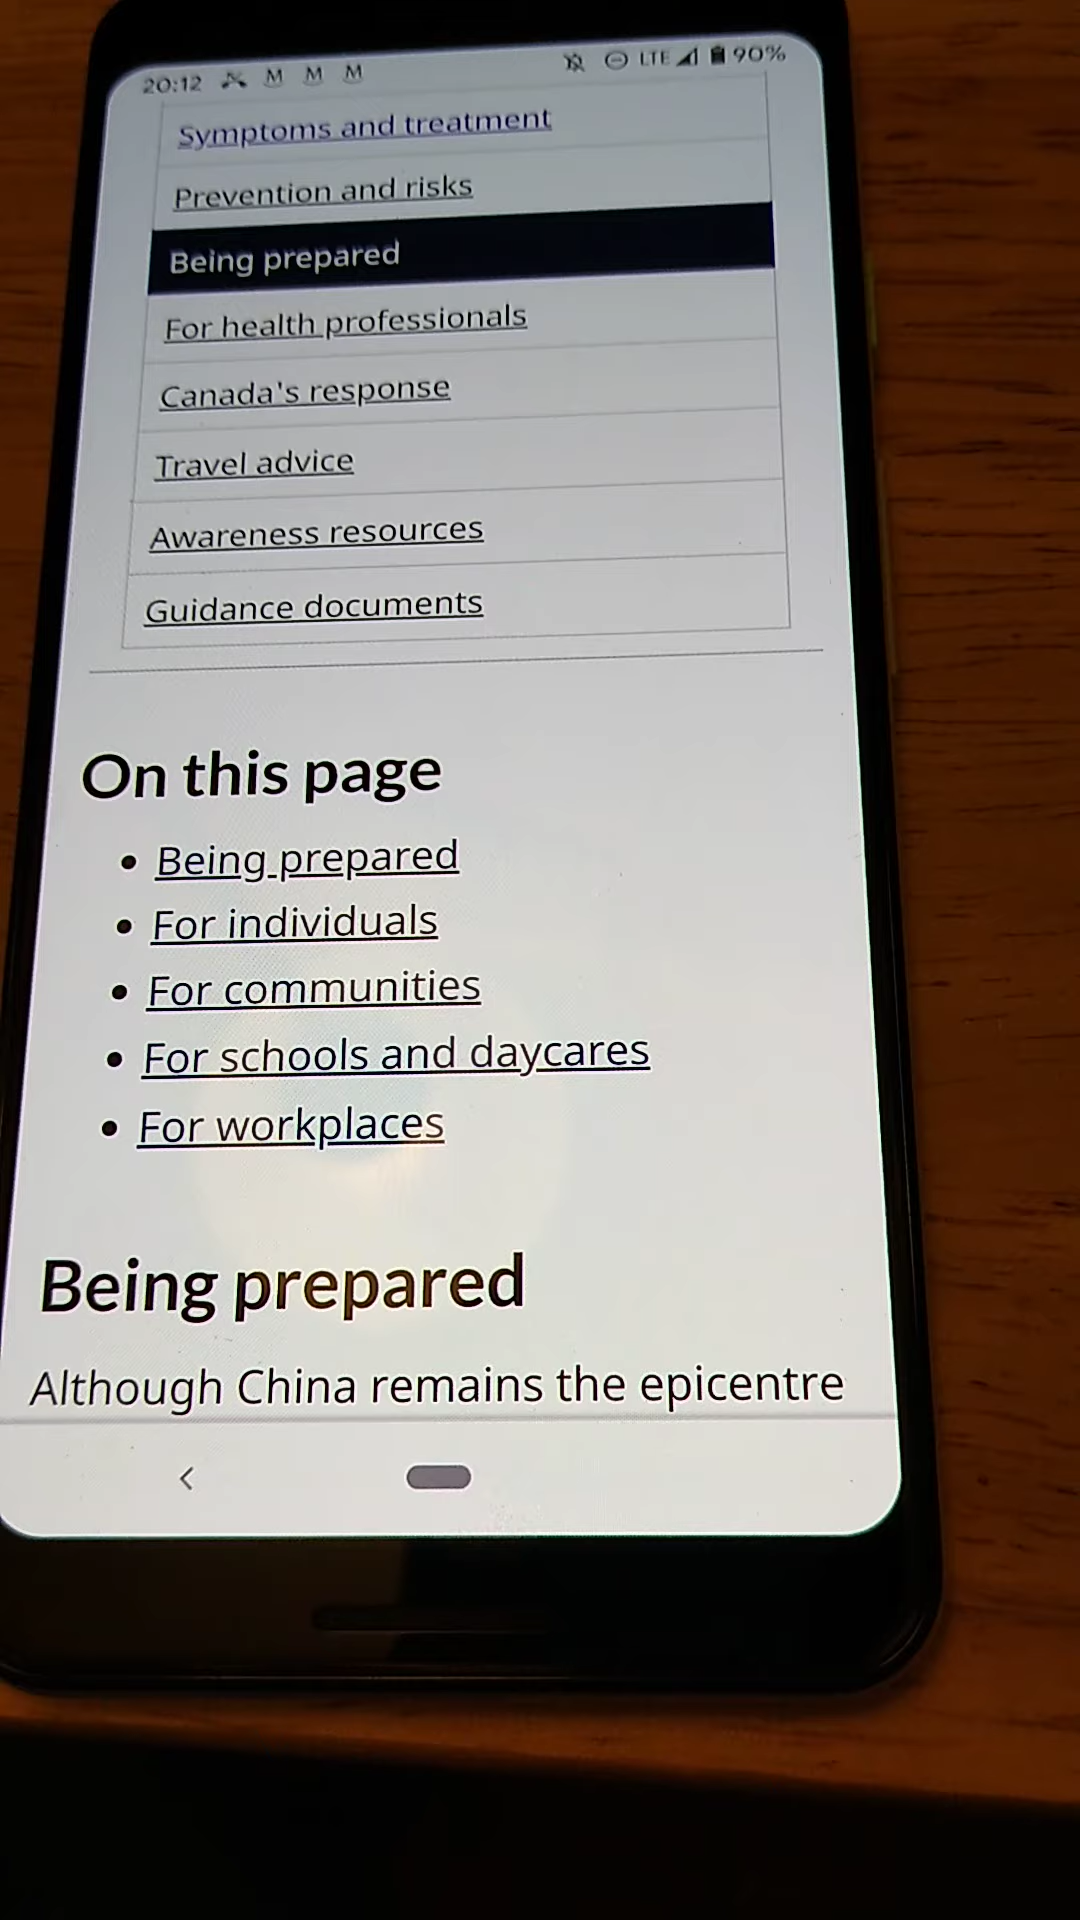 20:12 M M M LTE 90%
Symptoms and treatment
Prevention and risks
Being prepared
For health professionals
Canada's response
Travel advice
Awareness resources
Guidance documents
On this page
Being prepared
For individuals
For communities
For schools and daycares
For workplaces
Being prepared
Although China remains the epicentre